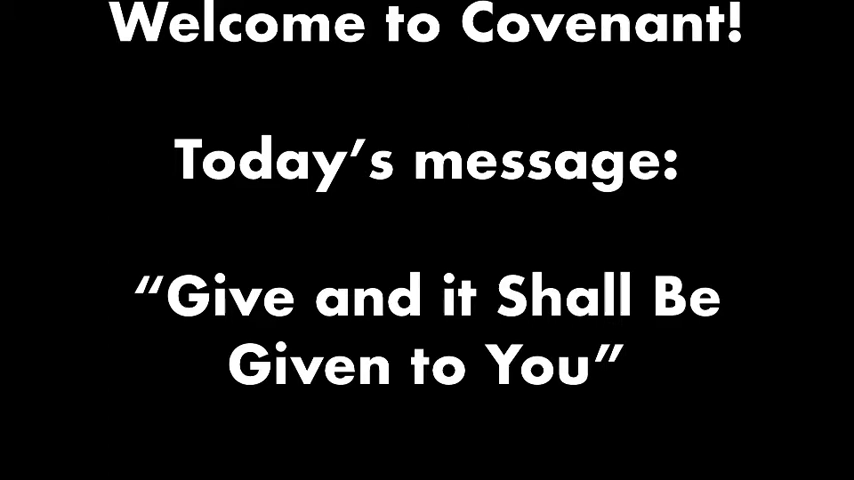 Welcome to Covenant!
Today’s message:
“Give and it Shall Be
Given to You”